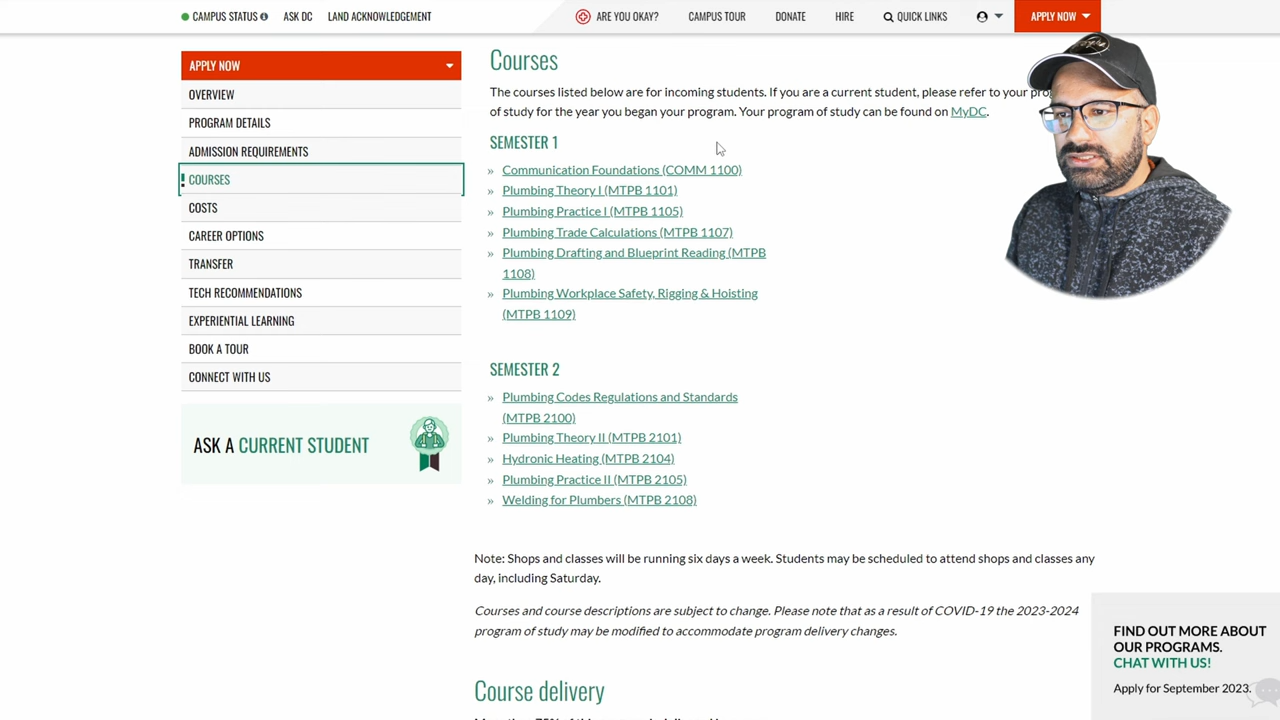 CAMPUS STATUS
ASK DC
LAND ACKNOWLEDGEMENT
ARE YOU OKAY?
CAMPUS TOUR
DONATE
HIRE
QUICK LINKS
APPLY NOW
APPLY NOW
OVERVIEW
PROGRAM DETAILS
ADMISSION REQUIREMENTS
COURSES
COSTS
CAREER OPTIONS
TRANSFER
TECH RECOMMENDATIONS
EXPERIENTIAL LEARNING
BOOK A TOUR
CONNECT WITH US
ASK A CURRENT STUDENT
Courses
The courses listed below are for incoming students. If you are a current student, please refer to your
of study for the year you began your program. Your program of study can be found on MyDC.
SEMESTER 1
» Communication Foundations (COMM 1100)
» Plumbing Theory I (MTPB 1101)
» Plumbing Practice I (MTPB 1105)
» Plumbing Trade Calculations (MTPB 1107)
» Plumbing Drafting and Blueprint Reading (MTPB
1108)
» Plumbing Workplace Safety, Rigging & Hoisting
(MTPB 1109)
SEMESTER 2
» Plumbing Codes Regulations and Standards
(MTPB 2100)
» Plumbing Theory II (MTPB 2101)
» Hydronic Heating (MTPB 2104)
» Plumbing Practice II (MTPB 2105)
» Welding for Plumbers (MTPB 2108)
Note: Shops and classes will be running six days a week. Students may be scheduled to attend shops and classes any
day, including Saturday.
Courses and course descriptions are subject to change. Please note that as a result of COVID-19 the 2023-2024
program of study may be modified to accommodate program delivery changes.
Course delivery
FIND OUT MORE ABOUT
OUR PROGRAMS.
CHAT WITH US!
Apply for September 2023.